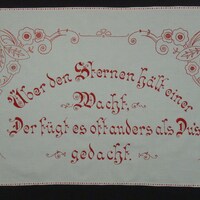 Über den Sternen hält einer
Wacht.
Der fügt es oft anders als Du's
gedacht.